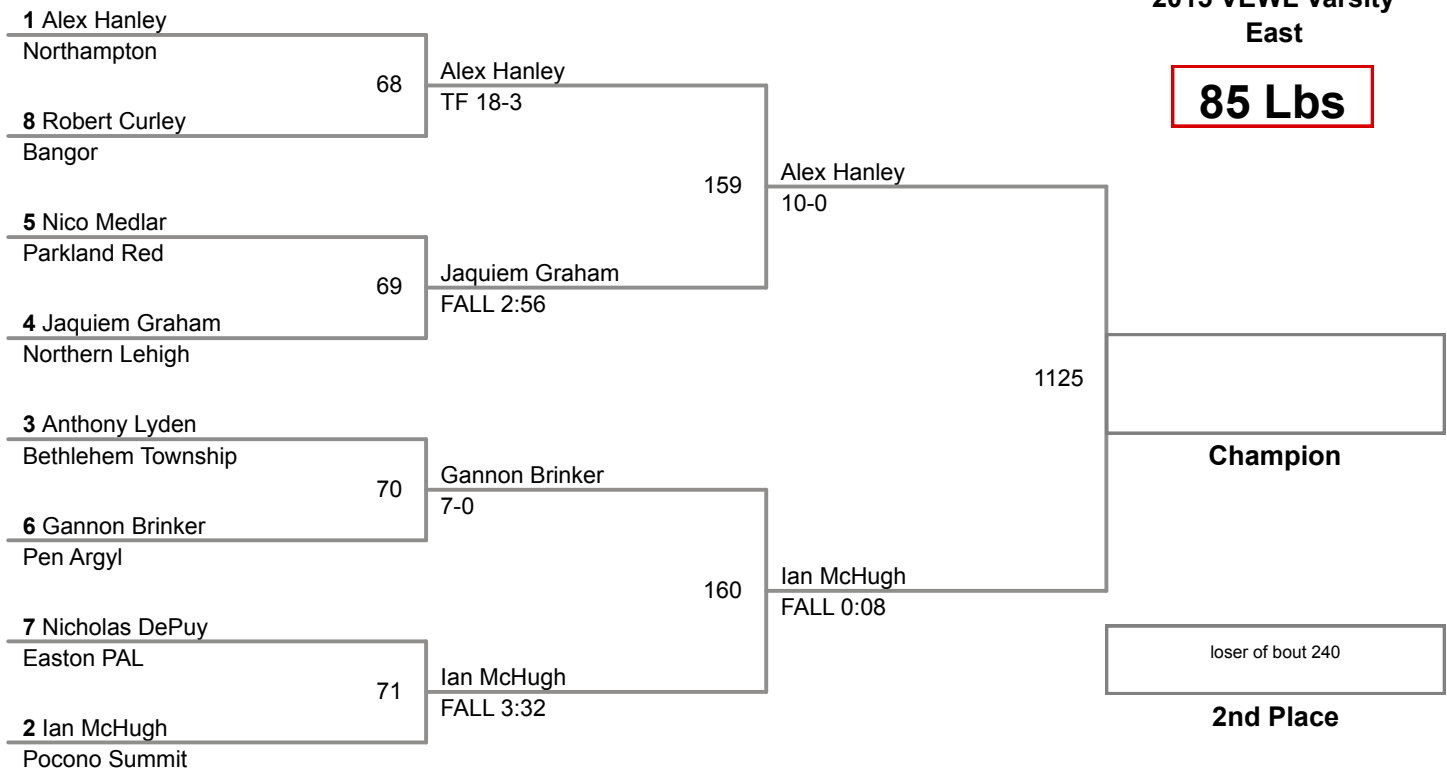 2015 VEWL Varsity
East
85 Lbs
1 Alex Hanley
Northampton
68
8 Robert Curley
Bangor
5 Nico Medlar
Parkland Red
69
4 Jaquiem Graham
Northern Lehigh
3 Anthony Lyden
Bethlehem Township
70
6 Gannon Brinker
Pen Argyl
7 Nicholas DePuy
Easton PAL
71
2 Ian McHugh
Pocono Summit
Alex Hanley
TF 18-3
159
Jaquiem Graham
FALL 2:56
Gannon Brinker
7-0
160
Ian McHugh
FALL 3:32
Alex Hanley
10-0
1125
Ian McHugh
FALL 0:08
Champion
loser of bout 240
2nd Place